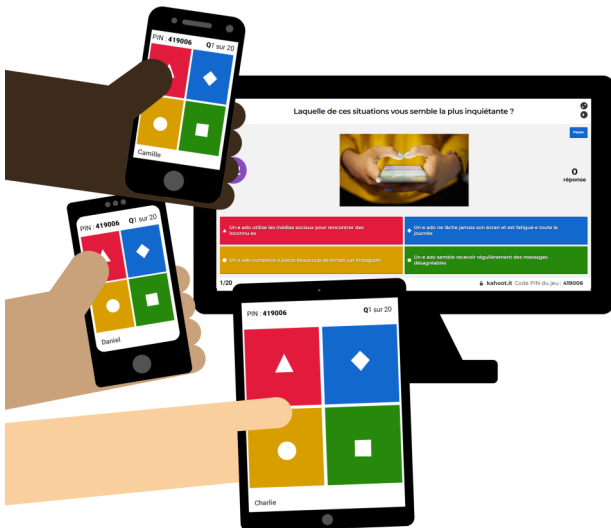 PIN : 419006 Q1 sur 20
Camille
PIN : 419006 Q1 sur 20
Daniel
Laquelle de ces situations vous semble la plus inquiétante ?
Passer
0
réponse
Un·e ado utilise les médias sociaux pour rencontrer des
inconnu·es
Un·e ado ne lâche jamais son écran et est fatigué·e toute la
journée
Un·e ado complexé·e passe beaucoup de temps sur Instagram
Un·e ado semble recevoir régulièrement des messages
désagréables
1/20
kahoot.it Code PIN du jeu : 419006
PIN : 419006 Q1 sur 20
Charlie